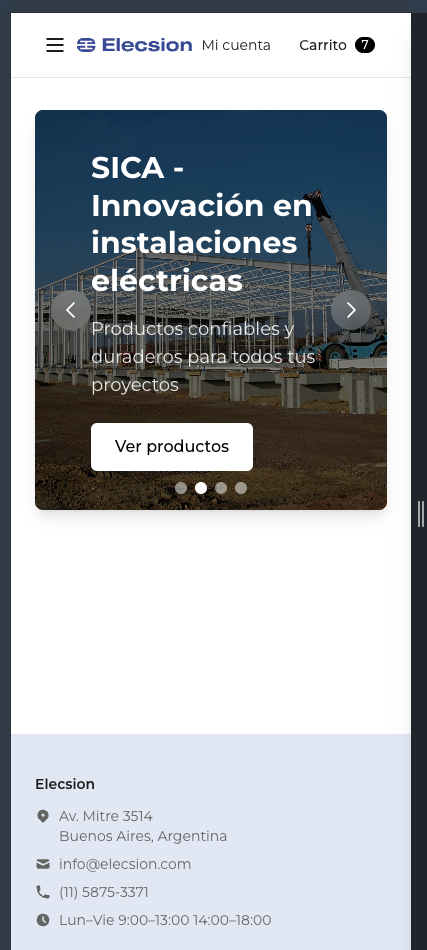 Elecsion Mi cuenta Carrito 7
SICA -
Innovación en
instalaciones
eléctricas
Productos confiables y
duraderos para todos tus
proyectos
Ver productos
Elecsion
Av. Mitre 3514
Buenos Aires, Argentina
info@elecsion.com
(11) 5875-3371
Lun–Vie 9:00–13:00 14:00–18:00